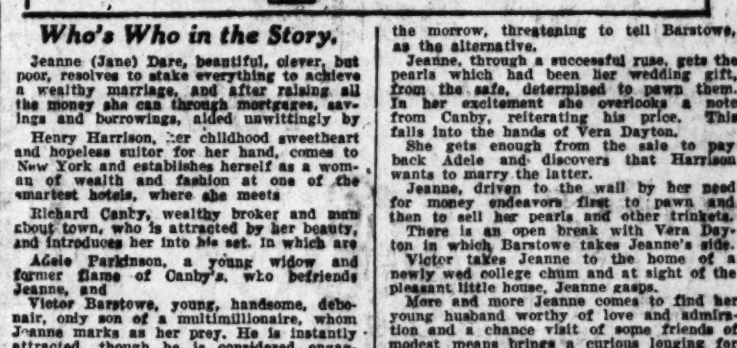 Who's Who in the Story.
Jeanne (Jane) Dare, beautiful, clever, but
poor, resolves to stake everything to achieve
a wealthy marriage, and after raising all
the money she can through mortgages, sav-
ings and borrowings, aided unwittingly by
Henry Harrison, her childhood sweetheart
and hopeless suitor for her hand, comes to
New York and establishes herself as a wom-
an of wealth and fashion at one of the
smartest hotels, where she meets
Richard Canby, wealthy broker and man
about town, who is attracted by her beauty,
and introduces her into his set. In which are
Adele Parkinson, a young widow and
former flame of Canby's, who befriends
Jeanne, and
Victor Barstowe, young, handsome, debo-
nair, only son of a multimillionaire, whom
Jeanne marks as her prey. He is instantly
attracted, though he is considered engag-
the morrow, threatening to tell Barstowe,
as the alternative.
Jeanne, through a successful ruse, gets the
pearls which had been her wedding gift,
from the safe, determined to pawn them.
In her excitement she overlooks a note
from Canby, reiterating his price. This
falls into the hands of Vera Dayton.
She gets enough from the sale to pay
back Adele and discovers that Harrison
wants to marry the latter.
Jeanne, driven to the wall by her need
for money endeavors first to pawn and
then to sell her pearls and other trinkets.
There is an open break with Vera Day-
ton in which Barstowe takes Jeanne's side.
Victor takes Jeanne to the home of a
newly wed college chum and at sight of the
pleasant little house, Jeanne gasps.
More and more Jeanne comes to find her
young husband worthy of love and admira-
tion and a chance visit of some friends of
modest means brings a curious longing for